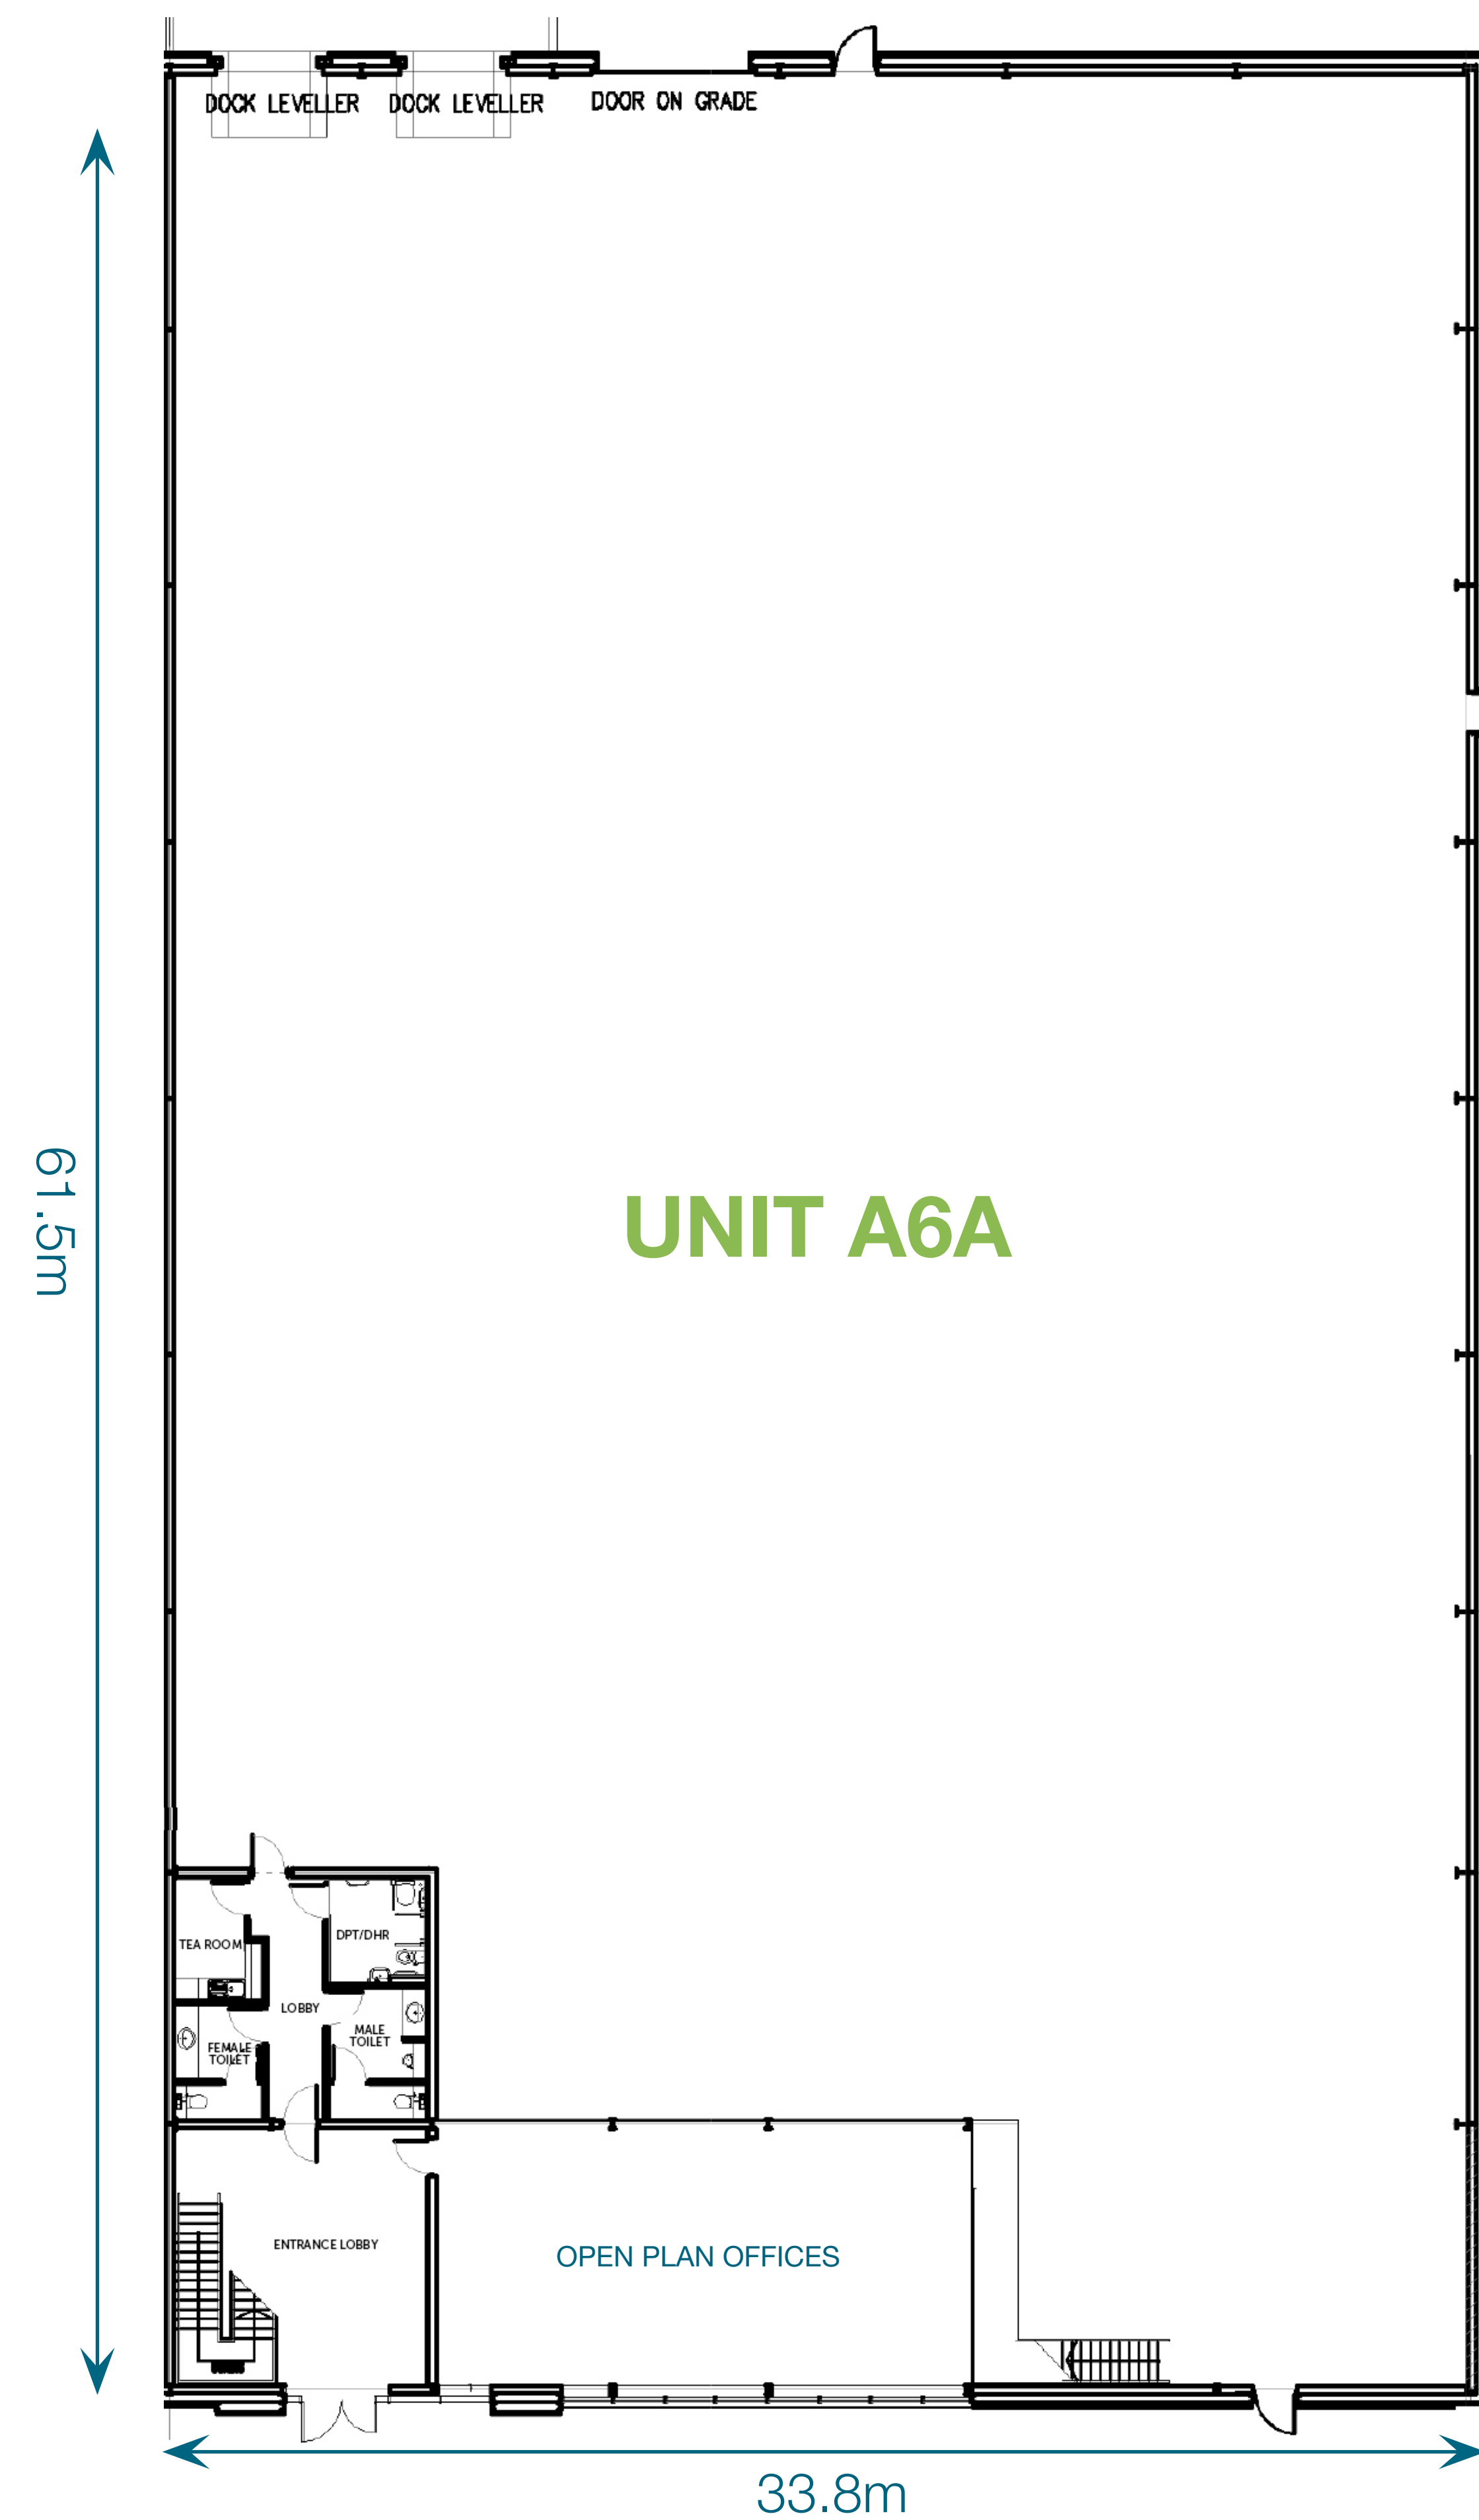 DOCK LEVELLER
DOCK LEVELLER
DOOR ON GRADE
61.5m
UNIT A6A
TEA ROOM
DPT/DHR
LOBBY
MALE
TOILET
FEMALE
TOILET
ENTRANCE LOBBY
OPEN PLAN OFFICES
33.8m